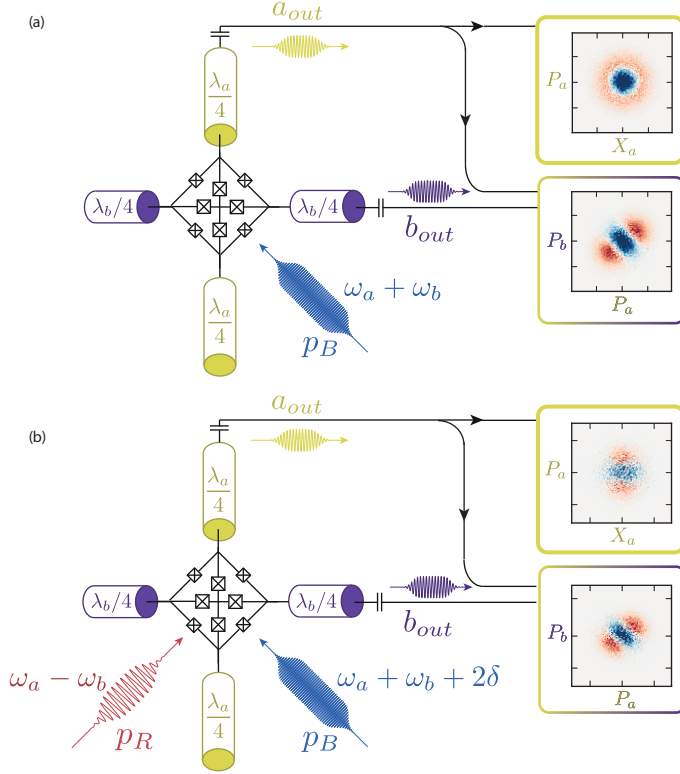 (a)
a_out
λ_a/4
P_a
X_a
λ_b/4
λ_b/4
b_out
P_b
P_a
ω_a + ω_b
p_B
λ_a/4
(b)
a_out
λ_a/4
P_a
X_a
λ_b/4
λ_b/4
b_out
P_b
P_a
ω_a − ω_b
p_R
ω_a + ω_b + 2δ
p_B
λ_a/4